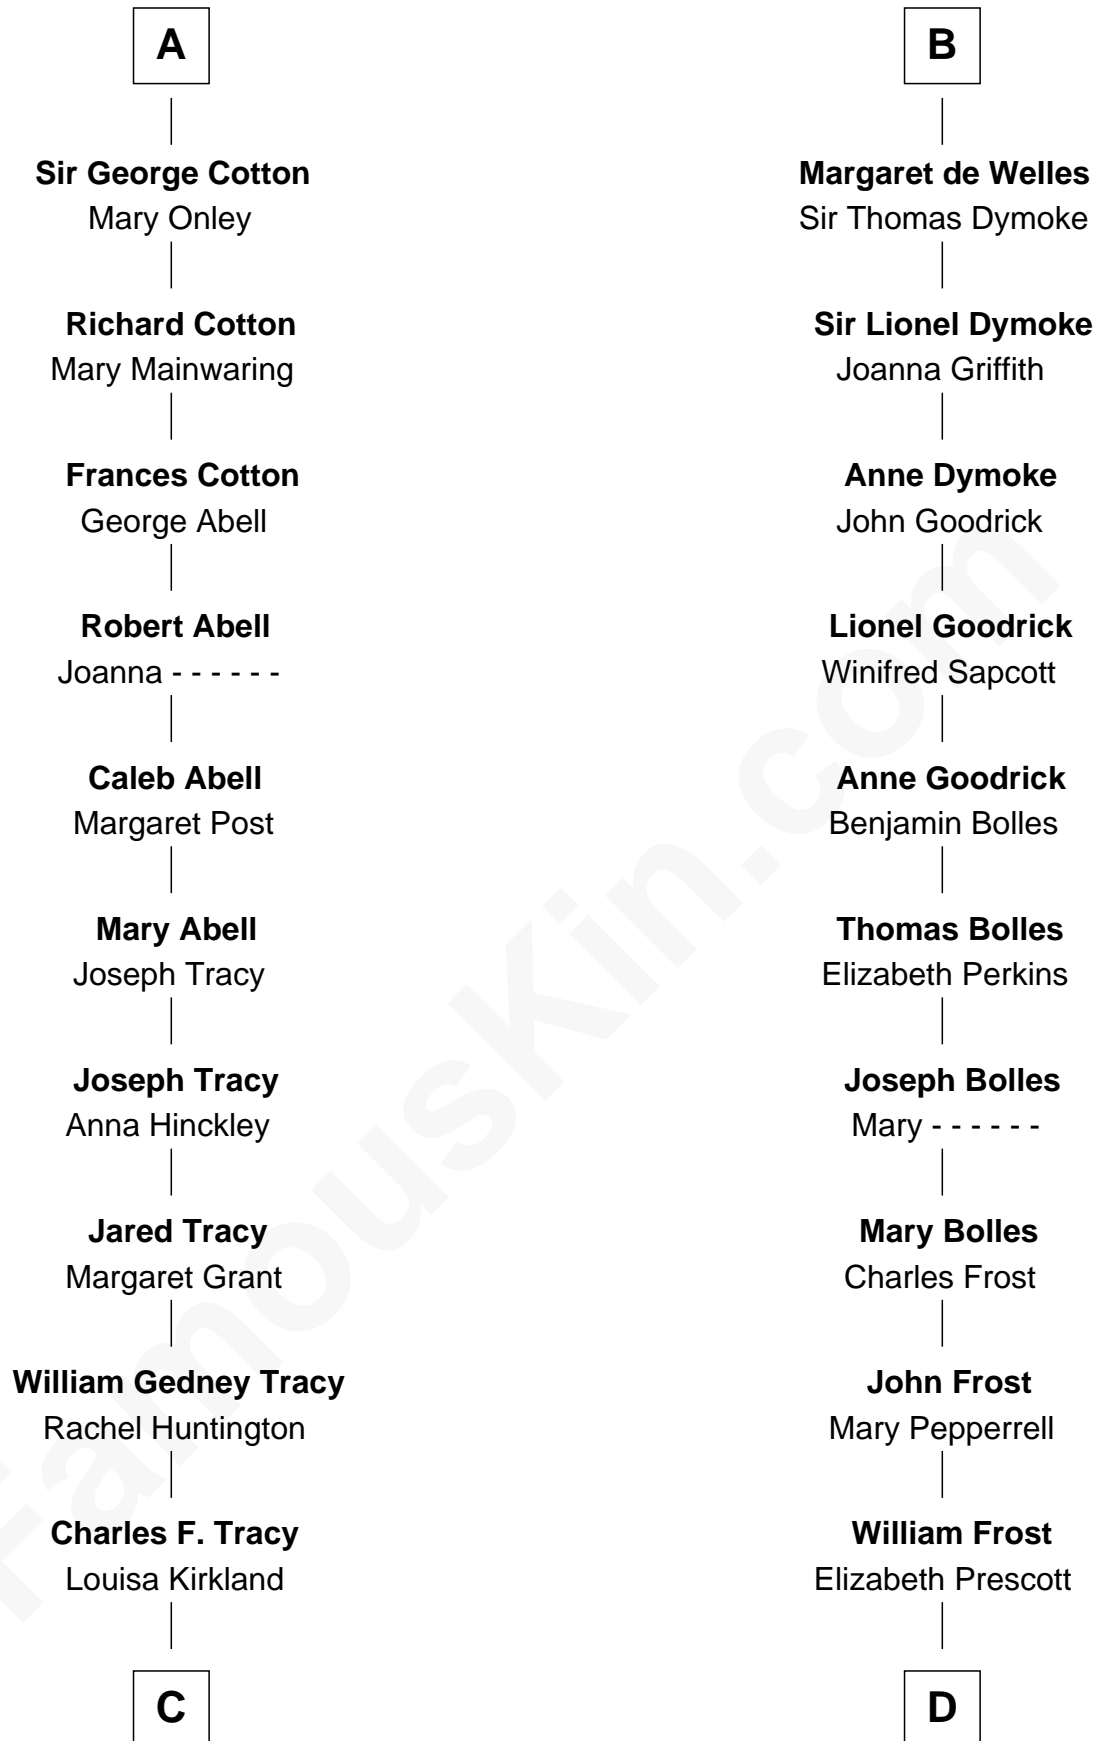 A
Sir George Cotton
Mary Onley
Richard Cotton
Mary Mainwaring
Frances Cotton
George Abell
Robert Abell
Joanna - - - - - -
Caleb Abell
Margaret Post
Mary Abell
Joseph Tracy
Joseph Tracy
Anna Hinckley
Jared Tracy
Margaret Grant
William Gedney Tracy
Rachel Huntington
Charles F. Tracy
Louisa Kirkland
C
B
Margaret de Welles
Sir Thomas Dymoke
Sir Lionel Dymoke
Joanna Griffith
Anne Dymoke
John Goodrick
Lionel Goodrick
Winifred Sapcott
Anne Goodrick
Benjamin Bolles
Thomas Bolles
Elizabeth Perkins
Joseph Bolles
Mary - - - - - -
Mary Bolles
Charles Frost
John Frost
Mary Pepperrell
William Frost
Elizabeth Prescott
D
FamousKin.com